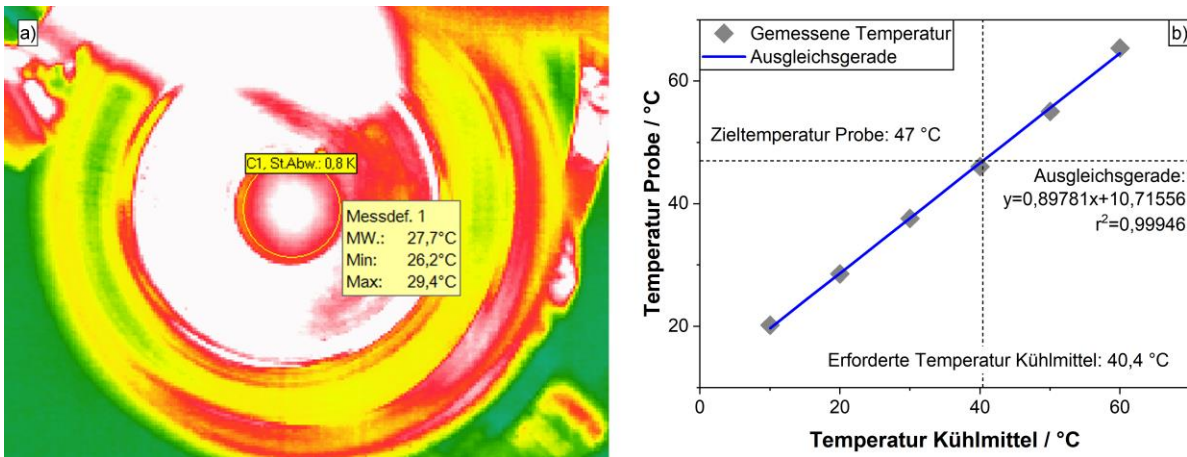 a)
C1, St.Abw.: 0,8 K
Messdef. 1
MW.: 27,7°C
Min: 26,2°C
Max: 29,4°C
b)
Gemessene Temperatur
Ausgleichsgerade
Zieltemperatur Probe: 47 °C
Ausgleichsgerade:
y=0,89781x+10,71556
r²=0,99946
Erforderte Temperatur Kühlmittel: 40,4 °C
Temperatur Probe / °C
60
40
20
0 20 40 60
Temperatur Kühlmittel / °C